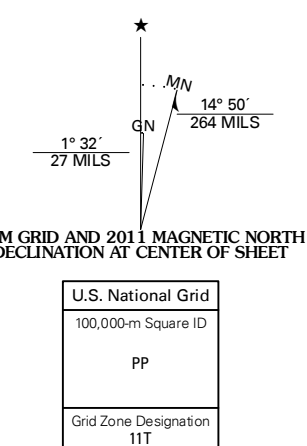 MN
GN
14° 50´
264 MILS
1° 32´
27 MILS
M GRID AND 2011 MAGNETIC NORTH
DECLINATION AT CENTER OF SHEET
U.S. National Grid
100,000-m Square ID
PP
Grid Zone Designation
11T